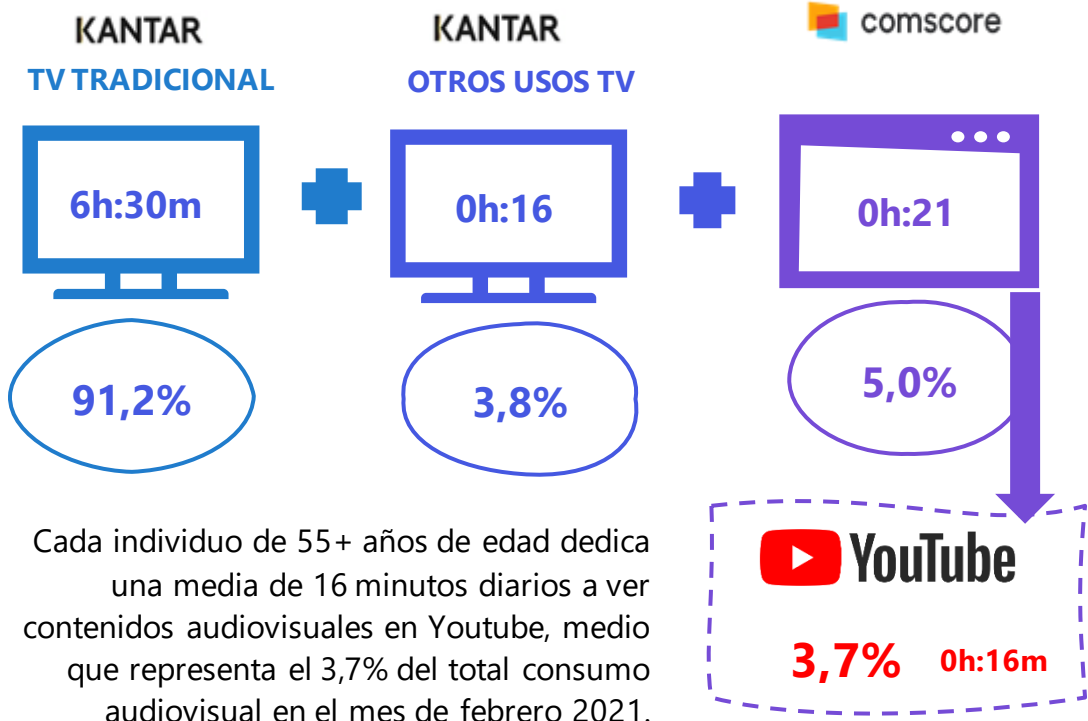 KANTAR
KANTAR
comscore
TV TRADICIONAL
OTROS USOS TV
6h:30m
0h:16
0h:21
91,2%
3,8%
5,0%
Cada individuo de 55+ años de edad dedica
una media de 16 minutos diarios a ver
contenidos audiovisuales en Youtube, medio
que representa el 3,7% del total consumo
audiovisual en el mes de febrero 2021.
YouTube
3,7% 0h:16m